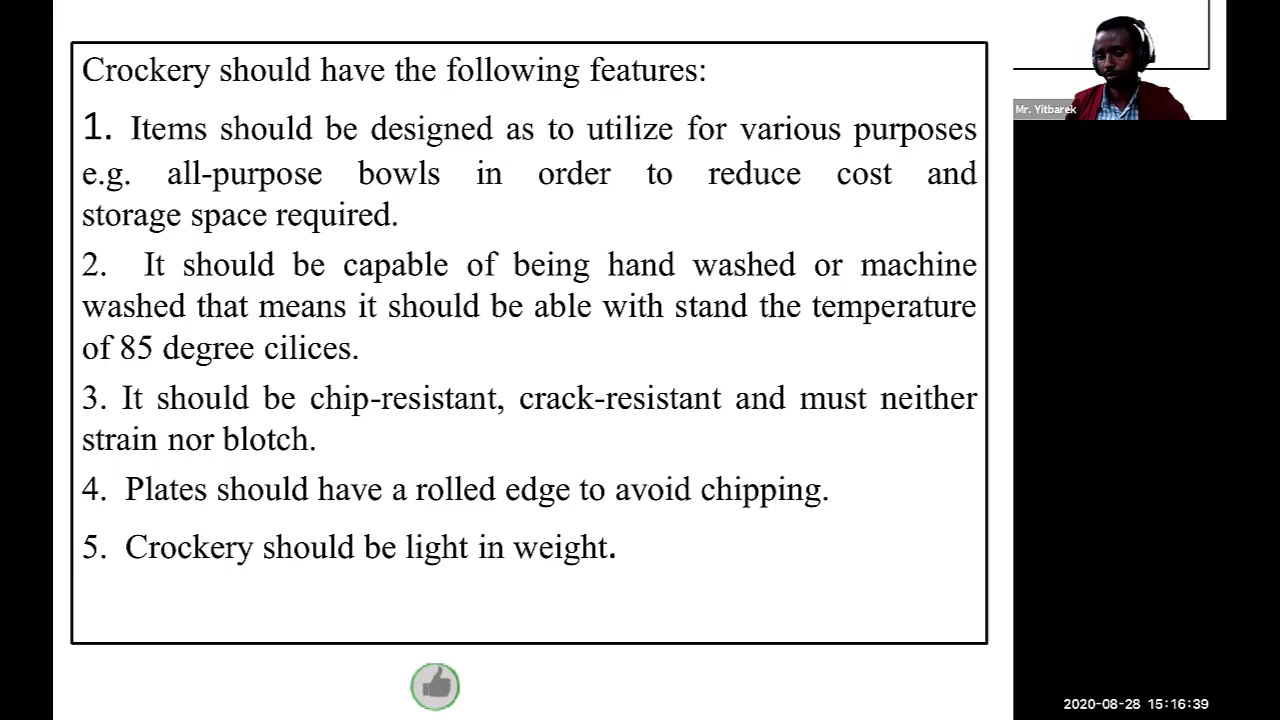 Crockery should have the following features:
1. Items should be designed as to utilize for various purposes
e.g. all-purpose bowls in order to reduce cost and
storage space required.
2. It should be capable of being hand washed or machine
washed that means it should be able with stand the temperature
of 85 degree cilices.
3. It should be chip-resistant, crack-resistant and must neither
strain nor blotch.
4. Plates should have a rolled edge to avoid chipping.
5. Crockery should be light in weight.
Mr. Yitbarek
2020-08-28 15:16:39